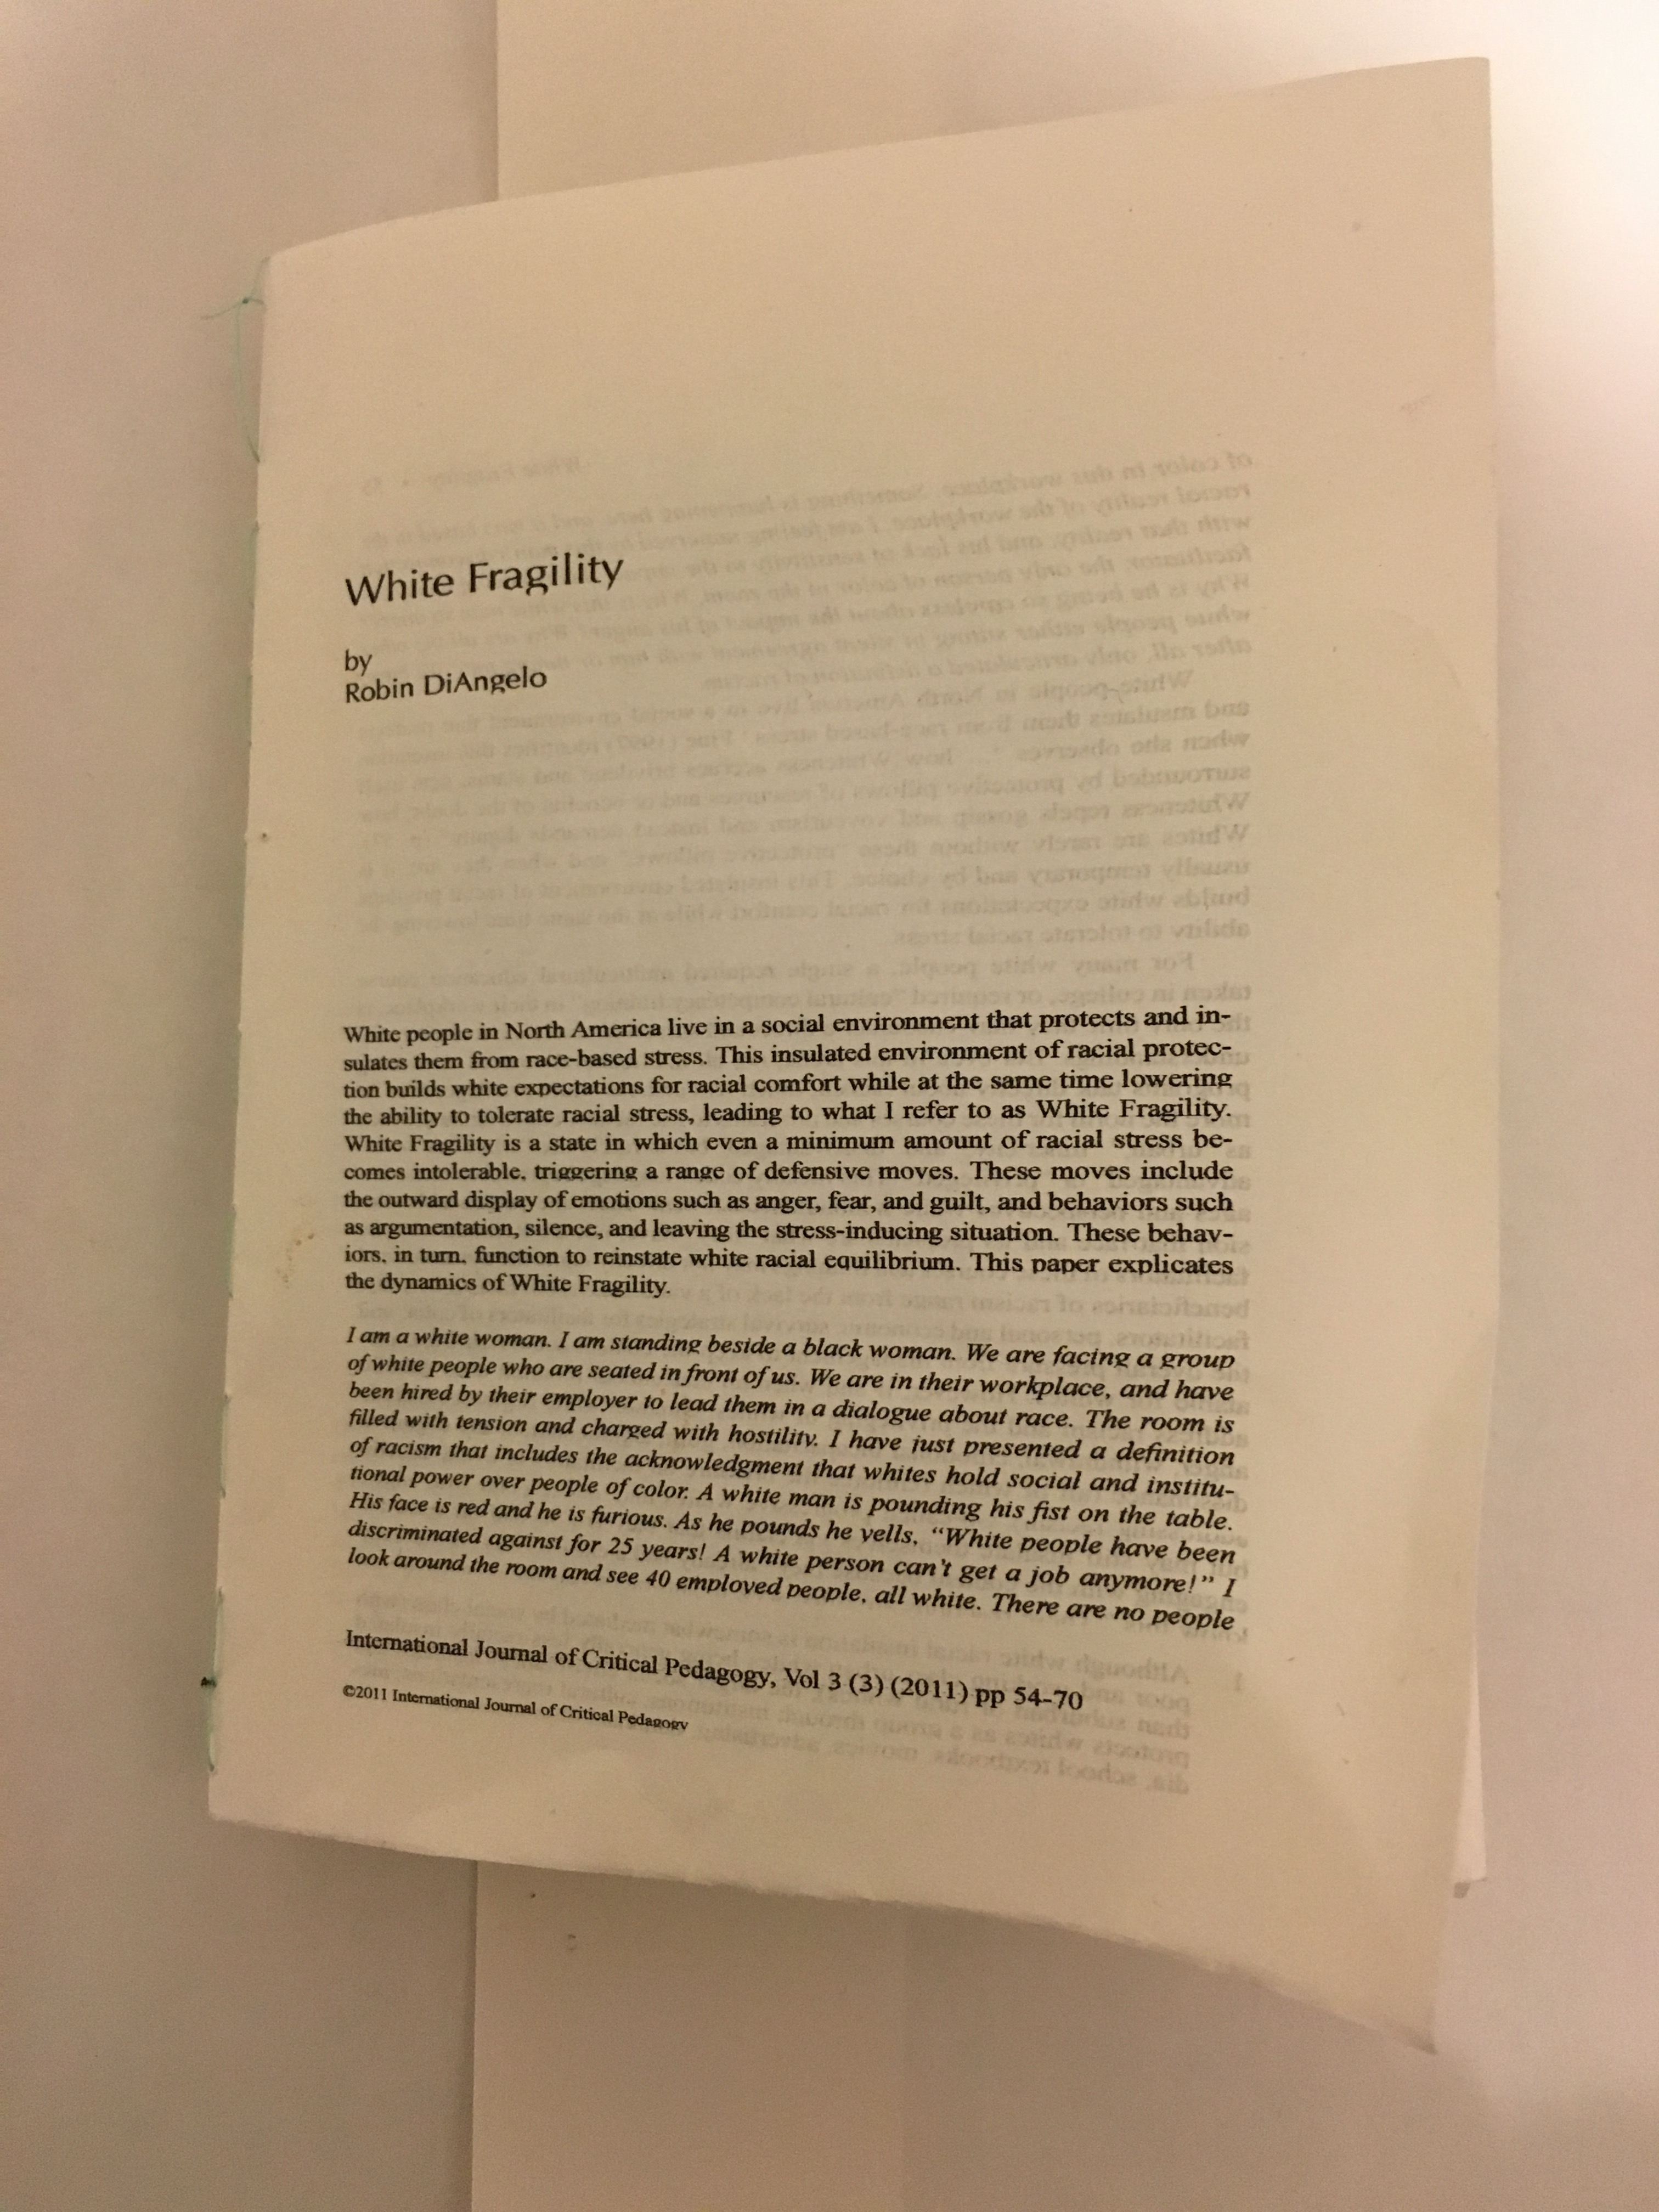 White Fragility
by
Robin DiAngelo
White people in North America live in a social environment that protects and in-
sulates them from race-based stress. This insulated environment of racial protec-
tion builds white expectations for racial comfort while at the same time lowering
the ability to tolerate racial stress, leading to what I refer to as White Fragility.
White Fragility is a state in which even a minimum amount of racial stress be-
comes intolerable, triggering a range of defensive moves. These moves include
the outward display of emotions such as anger, fear, and guilt, and behaviors such
as argumentation, silence, and leaving the stress-inducing situation. These behav-
iors, in turn, function to reinstate white racial equilibrium. This paper explicates
the dynamics of White Fragility.
I am a white woman. I am standing beside a black woman. We are facing a group
of white people who are seated in front of us. We are in their workplace, and have
been hired by their employer to lead them in a dialogue about race. The room is
filled with tension and charged with hostility. I have just presented a definition
of racism that includes the acknowledgment that whites hold social and institu-
tional power over people of color. A white man is pounding his fist on the table.
His face is red and he is furious. As he pounds he yells, “White people have been
discriminated against for 25 years! A white person can't get a job anymore!” I
look around the room and see 40 employed people, all white. There are no people
International Journal of Critical Pedagogy, Vol 3 (3) (2011) pp 54-70
©2011 International Journal of Critical Pedagogy